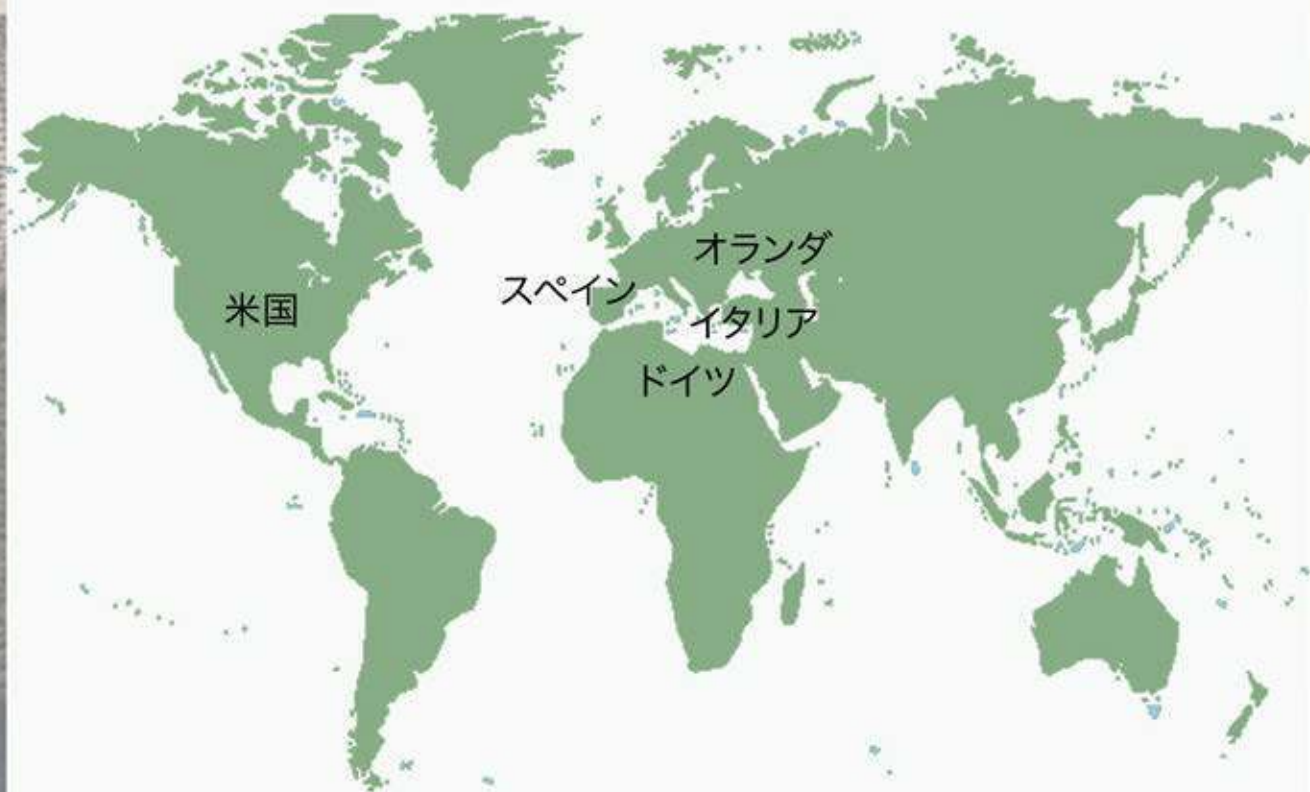 オランダ
スペイン
米国
イタリア
ドイツ